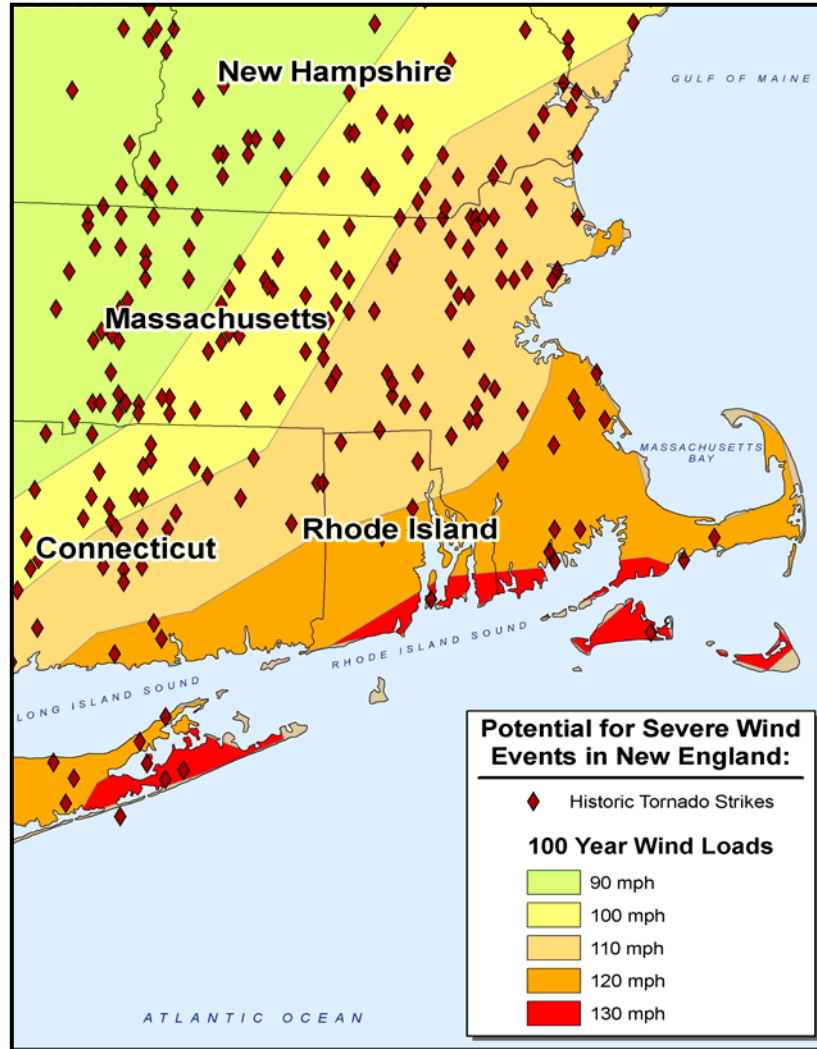 New Hampshire
GULF OF MAINE
Massachusetts
MASSACHUSETTS
BAY
Rhode Island
Connecticut
RHODE ISLAND SOUND
LONG ISLAND SOUND
Potential for Severe Wind
Events in New England:
Historic Tornado Strikes
100 Year Wind Loads
90 mph
100 mph
110 mph
120 mph
130 mph
ATLANTIC OCEAN